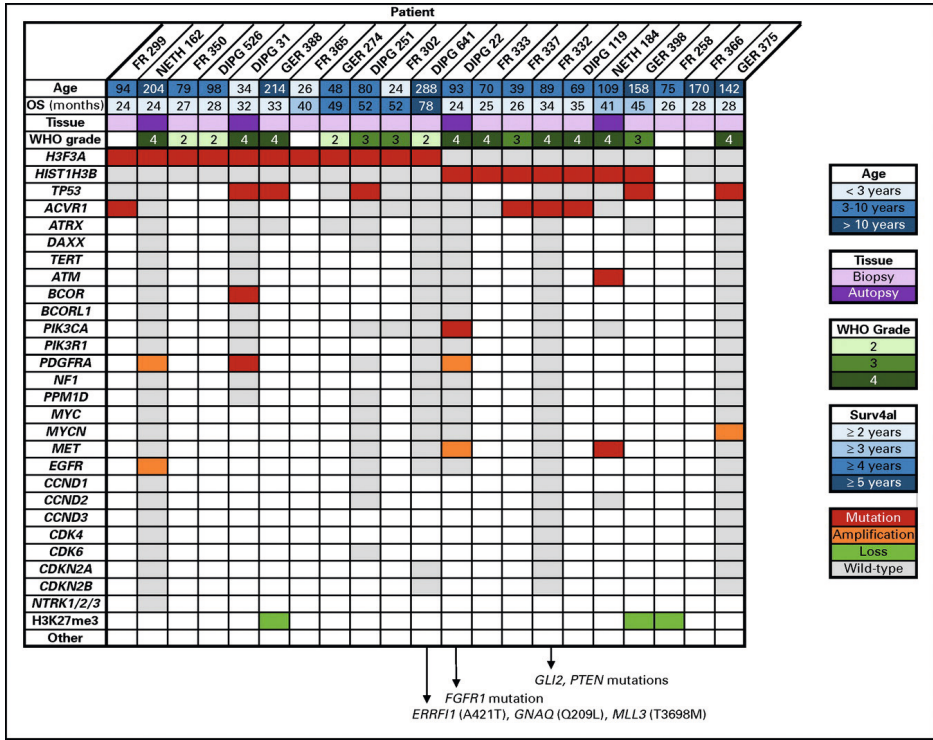 Patient
FR 299 NETH 162 FR 350 DIPG 526 DIPG 31 GER 388 FR 365 GER 274 DIPG 251 FR 302 DIPG 641 DIPG 22 FR 333 FR 337 FR 332 DIPG 119 NETH 184 GER 398 FR 258 FR 366 GER 375
Age 94 204 79 98 34 214 26 48 80 24 288 93 70 39 89 69 109 158 75 170 142
OS (months) 24 24 27 28 32 33 40 49 52 52 78 24 25 26 34 35 41 45 26 28 28
Tissue
WHO grade 4 2 2 4 4 2 3 3 2 4 4 3 4 4 4 3 4
H3F3A
HIST1H3B
TP53
ACVR1
ATRX
DAXX
TERT
ATM
BCOR
BCORL1
PIK3CA
PIK3R1
PDGFRA
NF1
PPM1D
MYC
MYCN
MET
EGFR
CCND1
CCND2
CCND3
CDK4
CDK6
CDKN2A
CDKN2B
NTRK1/2/3
H3K27me3
Other
GLI2, PTEN mutations
FGFR1 mutation
ERRFI1 (A421T), GNAQ (Q209L), MLL3 (T3698M)
Age
< 3 years
3-10 years
> 10 years
Tissue
Biopsy
Autopsy
WHO Grade
2
3
4
Surv4al
≥ 2 years
≥ 3 years
≥ 4 years
≥ 5 years
Mutation
Amplification
Loss
Wild-type